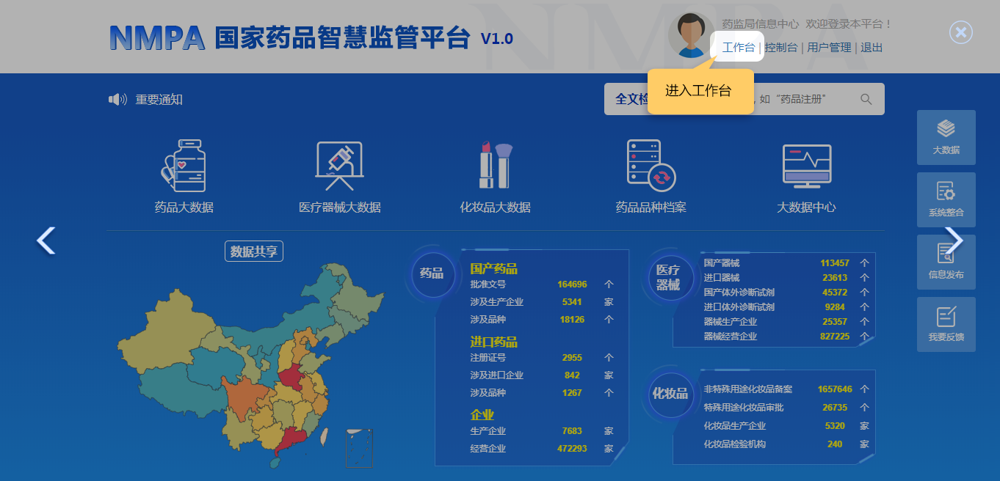 NMPA 国家药品智慧监管平台 V1.0
药监局信息中心 欢迎登录本平台！
工作台 | 控制台 | 用户管理 | 退出
进入工作台
重要通知
全文检 , 如 “药品注册”
药品大数据
医疗器械大数据
化妆品大数据
药品品种档案
大数据中心
大数据
系统整合
信息发布
我要反馈
数据共享
药品
国产药品
批准文号 164696 个
涉及生产企业 5341 家
涉及品种 18126 个
进口药品
注册证号 2955 个
涉及进口企业 842 家
涉及品种 1267 个
企业
生产企业 7683 家
经营企业 472293 家
医疗
器械
国产器械 113457 个
进口器械 23613 个
国产体外诊断试剂 45372 个
进口体外诊断试剂 9284 个
器械生产企业 25357 个
器械经营企业 827225 个
化妆品
非特殊用途化妆品备案 1657646 个
特殊用途化妆品审批 26735 个
化妆品生产企业 5320 家
化妆品检验机构 240 家